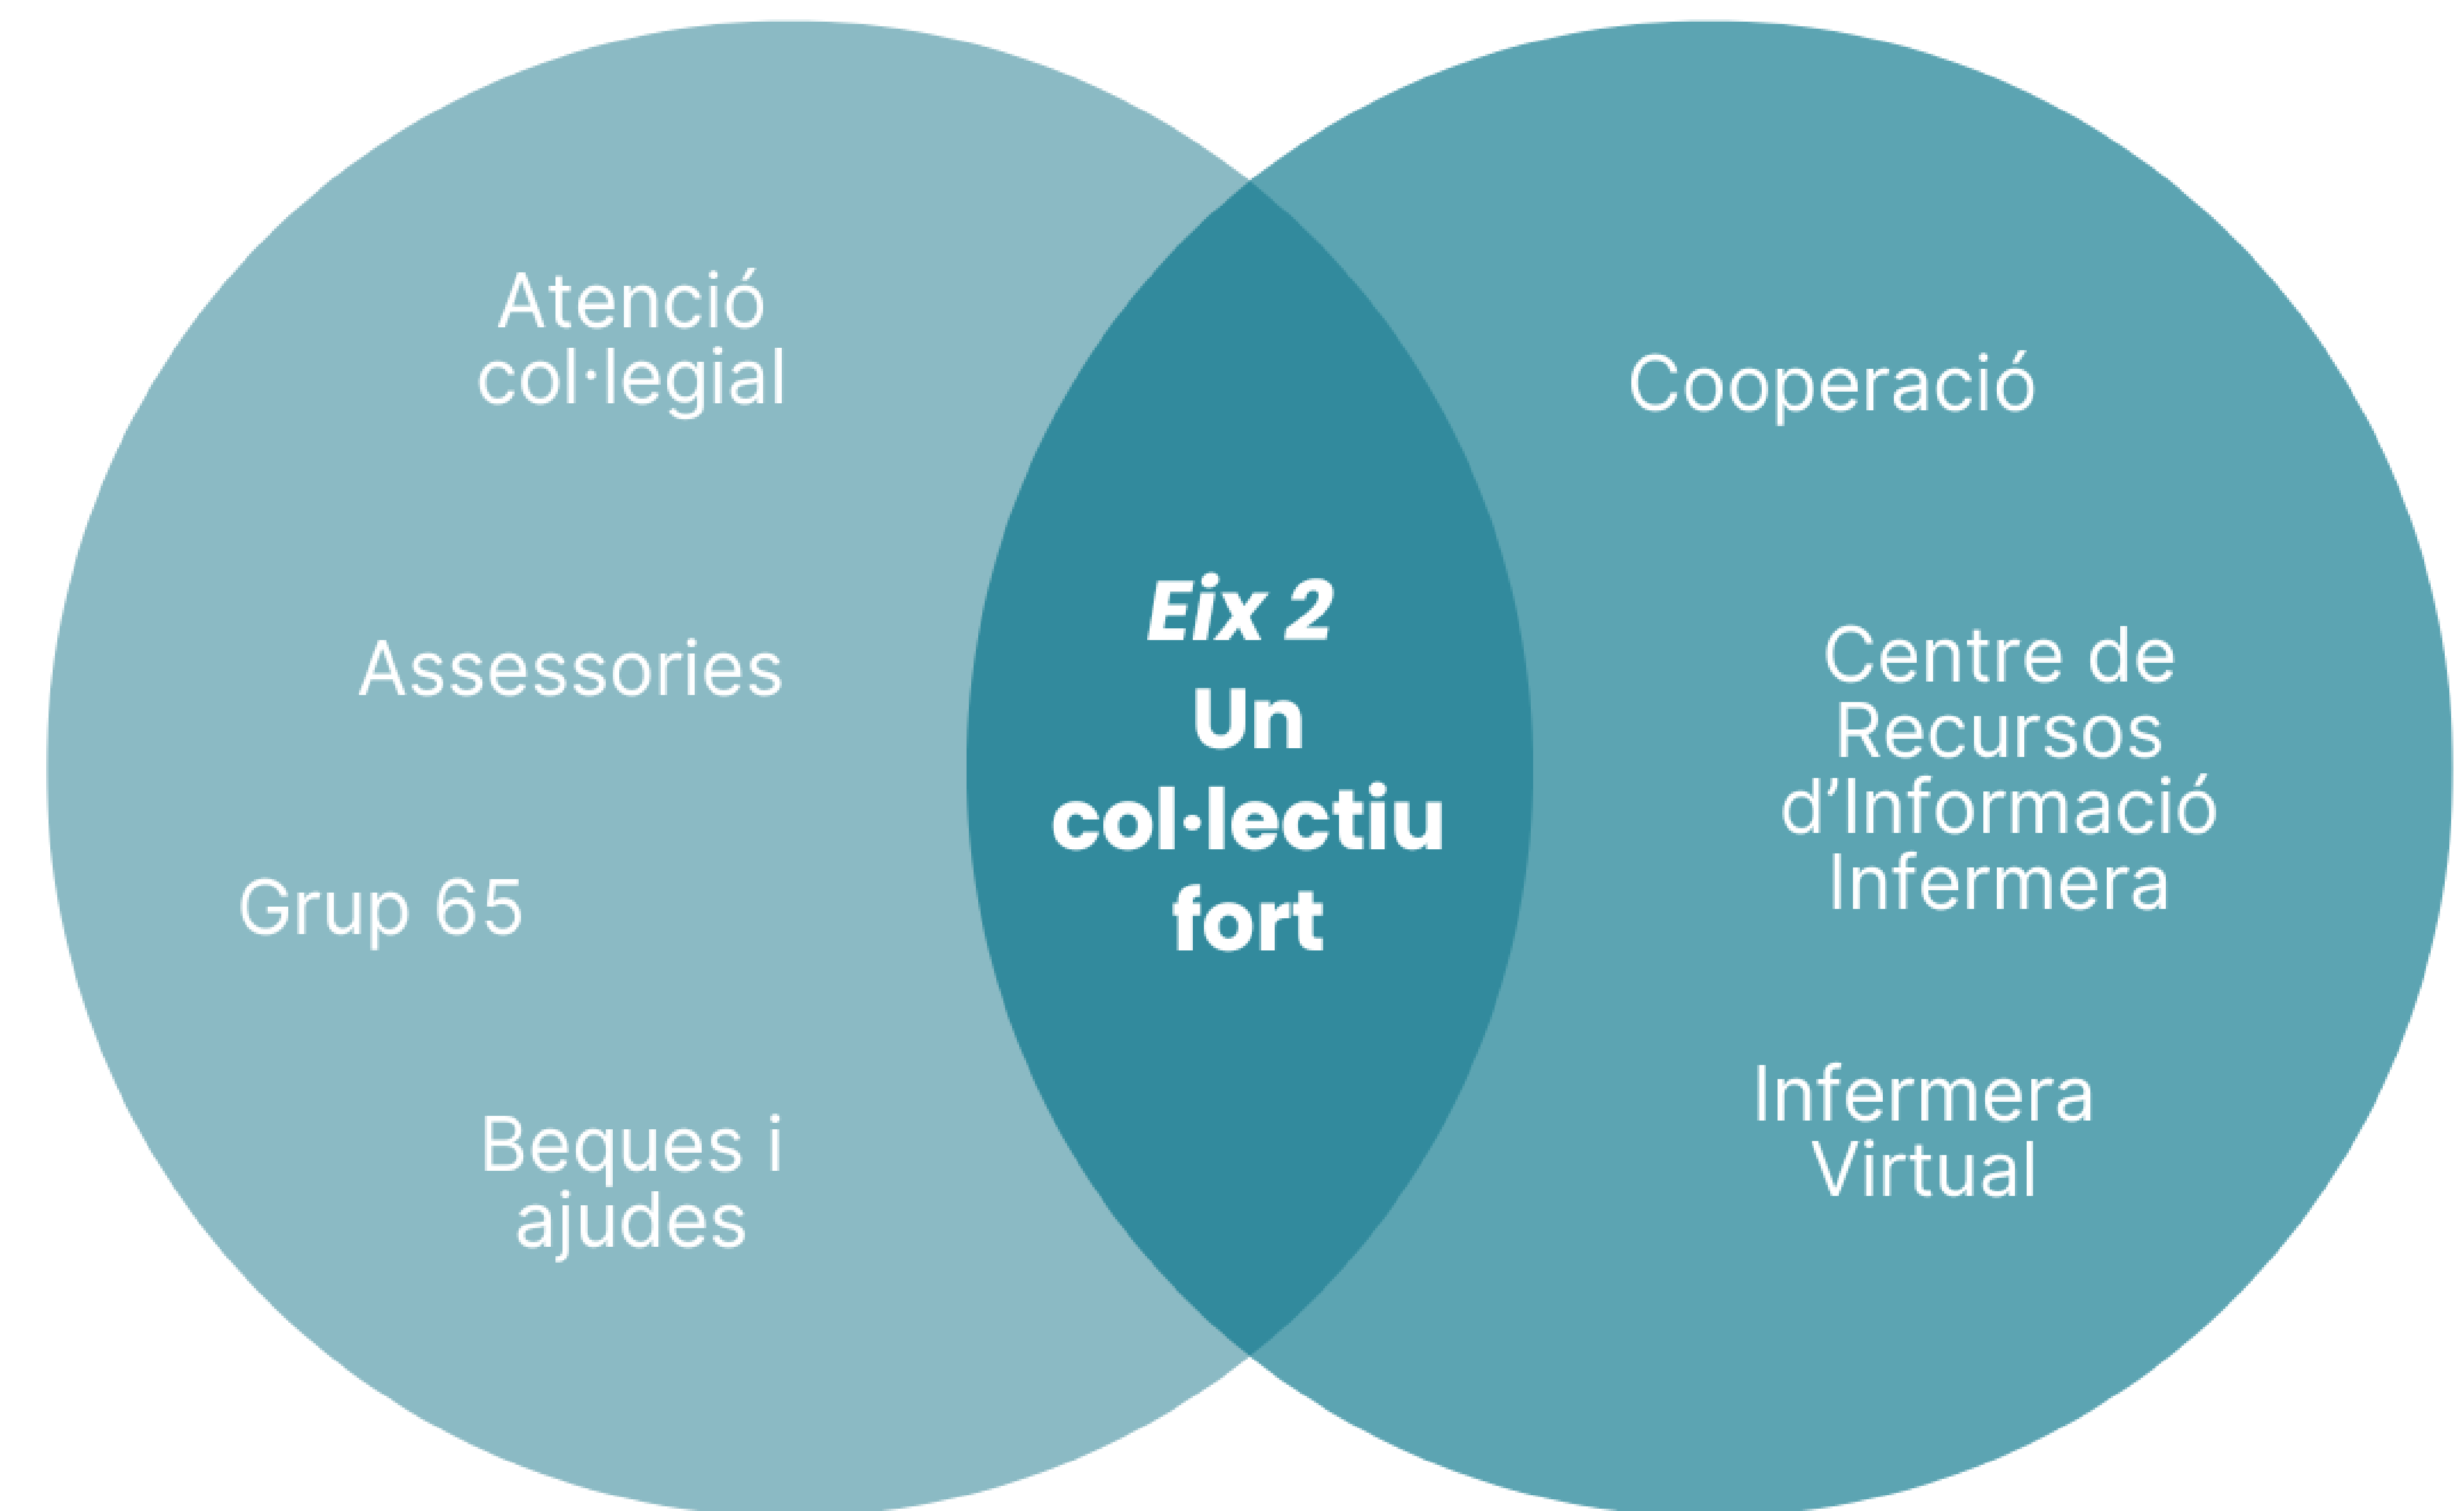 Atenció
col·legial
Assessories
Grup 65
Beques i
ajudes
Eix 2
Un
col·lectiu
fort
Cooperació
Centre de
Recursos
d’Informació
Infermera
Infermera
Virtual